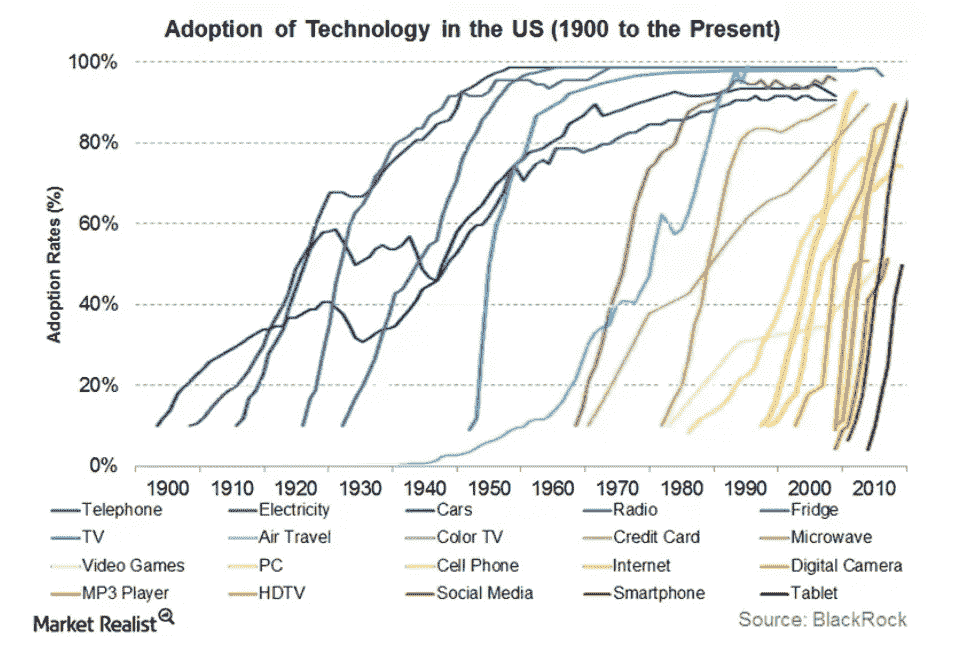 Adoption of Technology in the US (1900 to the Present)
100%
80%
60%
40%
20%
0%
Adoption Rates (%)
1900 1910 1920 1930 1940 1950 1960 1970 1980 1990 2000 2010
Telephone Electricity Cars Radio Fridge
TV Air Travel Color TV Credit Card Microwave
Video Games PC Cell Phone Internet Digital Camera
MP3 Player HDTV Social Media Smartphone Tablet
Market Realist
Source: BlackRock